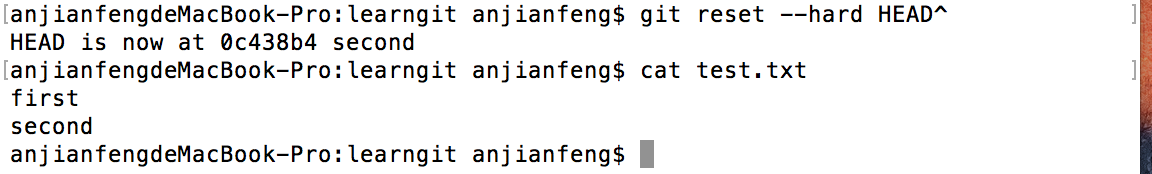 [anjianfengdeMacBook-Pro:learngit anjianfeng$ git reset --hard HEAD^ ]
HEAD is now at 0c438b4 second
[anjianfengdeMacBook-Pro:learngit anjianfeng$ cat test.txt ]
first
second
anjianfengdeMacBook-Pro:learngit anjianfeng$